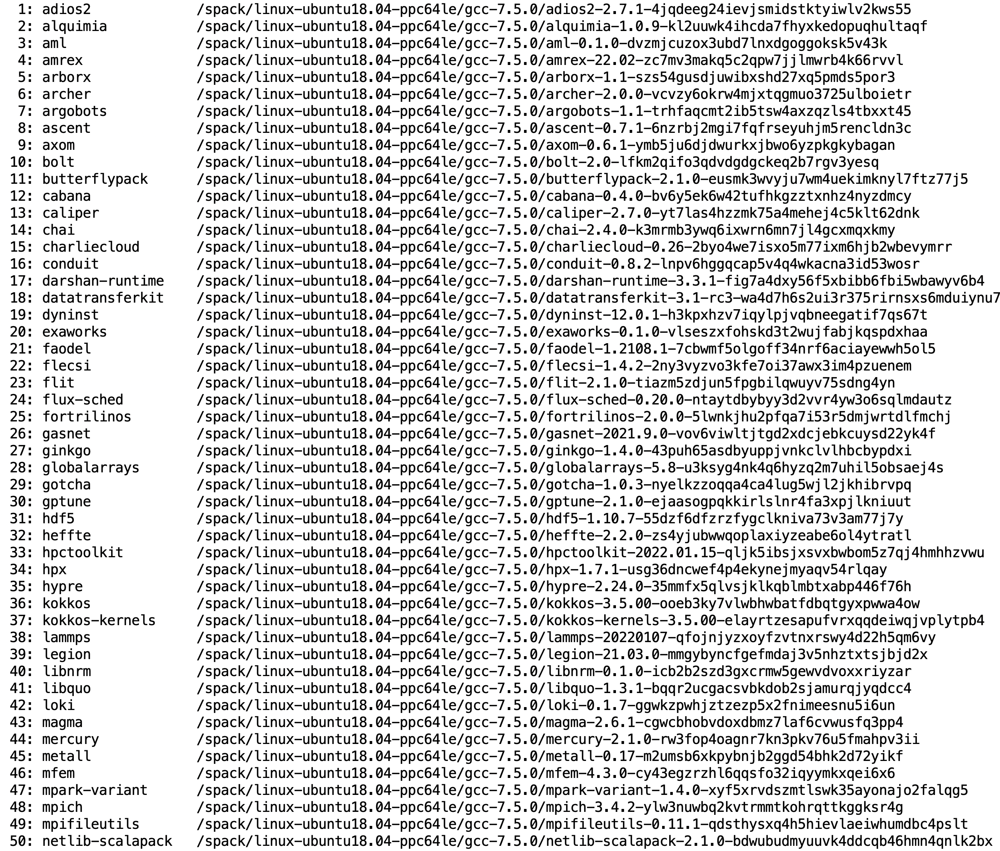 1: adios2 /spack/linux-ubuntu18.04-ppc64le/gcc-7.5.0/adios2-2.7.1-4jqdeeg24ievjsmidstktyiwlv2kws55
2: alquimia /spack/linux-ubuntu18.04-ppc64le/gcc-7.5.0/alquimia-1.0.9-kl2uuwk4ihcda7fhyxkedopuqhultaqf
3: aml /spack/linux-ubuntu18.04-ppc64le/gcc-7.5.0/aml-0.1.0-dvzmjcuzox3ubd7lnxdgoggoksk5v43k
4: amrex /spack/linux-ubuntu18.04-ppc64le/gcc-7.5.0/amrex-22.02-zc7mv3makq5c2qpw7jjlmwrb4k66rvvl
5: arborx /spack/linux-ubuntu18.04-ppc64le/gcc-7.5.0/arborx-1.1-szs54gusdjuwibxshd27xq5pmds5por3
6: archer /spack/linux-ubuntu18.04-ppc64le/gcc-7.5.0/archer-2.0.0-vcvzy6okrw4mjxtqgmuo3725ulboietr
7: argobots /spack/linux-ubuntu18.04-ppc64le/gcc-7.5.0/argobots-1.1-trhfaqcmt2ib5tsw4axzqzls4tbxxt45
8: ascent /spack/linux-ubuntu18.04-ppc64le/gcc-7.5.0/ascent-0.7.1-6nzrbj2mgi7fqfrseyuhjm5rencldn3c
9: axom /spack/linux-ubuntu18.04-ppc64le/gcc-7.5.0/axom-0.6.1-ymb5ju6djdwurkxjbwo6yzpkgkybagan
10: bolt /spack/linux-ubuntu18.04-ppc64le/gcc-7.5.0/bolt-2.0-lfkm2qifo3qdvdgdgckeq2b7rgv3yesq
11: butterflypack /spack/linux-ubuntu18.04-ppc64le/gcc-7.5.0/butterflypack-2.1.0-eusmk3wvyju7wm4uekimknyl7ftz77j5
12: cabana /spack/linux-ubuntu18.04-ppc64le/gcc-7.5.0/cabana-0.4.0-bv6y5ek6w42tufhkgzztxnhz4nyzdmcy
13: caliper /spack/linux-ubuntu18.04-ppc64le/gcc-7.5.0/caliper-2.7.0-yt7las4hzzmk75a4mehej4c5klt62dnk
14: chai /spack/linux-ubuntu18.04-ppc64le/gcc-7.5.0/chai-2.4.0-k3mrmb3ywq6ixwrn6mn7jl4gcxmqxkmy
15: charliecloud /spack/linux-ubuntu18.04-ppc64le/gcc-7.5.0/charliecloud-0.26-2byo4we7isxo5m77ixm6hjb2wbevymrr
16: conduit /spack/linux-ubuntu18.04-ppc64le/gcc-7.5.0/conduit-0.8.2-lnpv6hggqcap5v4q4wkacna3id53wosr
17: darshan-runtime /spack/linux-ubuntu18.04-ppc64le/gcc-7.5.0/darshan-runtime-3.3.1-fig7a4dxy56f5xbibb6fbi5wbawyv6b4
18: datatransferkit /spack/linux-ubuntu18.04-ppc64le/gcc-7.5.0/datatransferkit-3.1-rc3-wa4d7h6s2ui3r375rirnsxs6mduiynu7
19: dyninst /spack/linux-ubuntu18.04-ppc64le/gcc-7.5.0/dyninst-12.0.1-h3kpxhzv7iqylpjvqbneegatif7qs67t
20: exaworks /spack/linux-ubuntu18.04-ppc64le/gcc-7.5.0/exaworks-0.1.0-vlseszxfohskd3t2wujfabjkqspdxhaa
21: faodel /spack/linux-ubuntu18.04-ppc64le/gcc-7.5.0/faodel-1.2108.1-7cbwmf5olgoff34nrf6aciayewwh5ol5
22: flecsi /spack/linux-ubuntu18.04-ppc64le/gcc-7.5.0/flecsi-1.4.2-2ny3vyzvo3kfe7oi37awx3im4pzuenem
23: flit /spack/linux-ubuntu18.04-ppc64le/gcc-7.5.0/flit-2.1.0-tiazm5zdjun5fpgbilqwuyv75sdng4yn
24: flux-sched /spack/linux-ubuntu18.04-ppc64le/gcc-7.5.0/flux-sched-0.20.0-ntaytdbybyy3d2vvr4yw3o6sqlmdautz
25: fortrilinos /spack/linux-ubuntu18.04-ppc64le/gcc-7.5.0/fortrilinos-2.0.0-5lwnkjhu2pfqa7i53r5dmjwrtdlfmchj
26: gasnet /spack/linux-ubuntu18.04-ppc64le/gcc-7.5.0/gasnet-2021.9.0-vov6viwltjtgd2xdcjebkcuysd22yk4f
27: ginkgo /spack/linux-ubuntu18.04-ppc64le/gcc-7.5.0/ginkgo-1.4.0-43puh65asdbyuppjvnkclvlhbcbypdxi
28: globalarrays /spack/linux-ubuntu18.04-ppc64le/gcc-7.5.0/globalarrays-5.8-u3ksyg4nk4q6hyzq2m7uhil5obsaej4s
29: gotcha /spack/linux-ubuntu18.04-ppc64le/gcc-7.5.0/gotcha-1.0.3-nyelkzzoqqa4ca4lug5wjl2jkhibrvpq
30: gptune /spack/linux-ubuntu18.04-ppc64le/gcc-7.5.0/gptune-2.1.0-ejaasogpqkkirlslnr4fa3xpjlkniuut
31: hdf5 /spack/linux-ubuntu18.04-ppc64le/gcc-7.5.0/hdf5-1.10.7-55dzf6dfzrzfygclkniva73v3am77j7y
32: heffte /spack/linux-ubuntu18.04-ppc64le/gcc-7.5.0/heffte-2.2.0-zs4yjubwwqoplaxiyzeabe6ol4ytratl
33: hpctoolkit /spack/linux-ubuntu18.04-ppc64le/gcc-7.5.0/hpctoolkit-2022.01.15-qljk5ibsjxsvxbwbom5z7qj4hmhhzvwu
34: hpx /spack/linux-ubuntu18.04-ppc64le/gcc-7.5.0/hpx-1.7.1-usg36dncwef4p4ekynejmyaqv54rlqay
35: hypre /spack/linux-ubuntu18.04-ppc64le/gcc-7.5.0/hypre-2.24.0-35mmfx5qlvsjklkqblmbtxabp446f76h
36: kokkos /spack/linux-ubuntu18.04-ppc64le/gcc-7.5.0/kokkos-3.5.00-ooeb3ky7vlwbhwbatfdbqtgyxpwwa4ow
37: kokkos-kernels /spack/linux-ubuntu18.04-ppc64le/gcc-7.5.0/kokkos-kernels-3.5.00-elayrtzesapufvrxqqdeiwqjvplytpb4
38: lammps /spack/linux-ubuntu18.04-ppc64le/gcc-7.5.0/lammps-20220107-qfojnjyzxoyfzvtnxrswy4d22h5qm6vy
39: legion /spack/linux-ubuntu18.04-ppc64le/gcc-7.5.0/legion-21.03.0-mmgybyncfgefmdaj3v5nhztxtsjbjd2x
40: libnrm /spack/linux-ubuntu18.04-ppc64le/gcc-7.5.0/libnrm-0.1.0-icb2b2szd3gxcrmw5gewvdvoxxriyzar
41: libquo /spack/linux-ubuntu18.04-ppc64le/gcc-7.5.0/libquo-1.3.1-bqqr2ucgacsvbkdob2sjamurqjyqdcc4
42: loki /spack/linux-ubuntu18.04-ppc64le/gcc-7.5.0/loki-0.1.7-ggwkzpwhjztzezp5x2fnimeesnu5i6un
43: magma /spack/linux-ubuntu18.04-ppc64le/gcc-7.5.0/magma-2.6.1-cgwcbhobvdoxdbmz7laf6cvwusfq3pp4
44: mercury /spack/linux-ubuntu18.04-ppc64le/gcc-7.5.0/mercury-2.1.0-rw3fop4oagnr7kn3pkv76u5fmahpv3ii
45: metall /spack/linux-ubuntu18.04-ppc64le/gcc-7.5.0/metall-0.17-m2umsb6xkpybnjb2ggd54bhk2d72yikf
46: mfem /spack/linux-ubuntu18.04-ppc64le/gcc-7.5.0/mfem-4.3.0-cy43egzrzhl6qqsfo32iqyymkxqei6x6
47: mpark-variant /spack/linux-ubuntu18.04-ppc64le/gcc-7.5.0/mpark-variant-1.4.0-xyf5xrvdszmtlswk35ayonajo2falqg5
48: mpich /spack/linux-ubuntu18.04-ppc64le/gcc-7.5.0/mpich-3.4.2-ylw3nuwbq2kvtrmmtkohrqttkggksr4g
49: mpifileutils /spack/linux-ubuntu18.04-ppc64le/gcc-7.5.0/mpifileutils-0.11.1-qdsthysxq4h5hievlaeiwhumdbc4pslt
50: netlib-scalapack /spack/linux-ubuntu18.04-ppc64le/gcc-7.5.0/netlib-scalapack-2.1.0-bdwubudmyuuvk4ddcqb46hmn4qnlk2bx